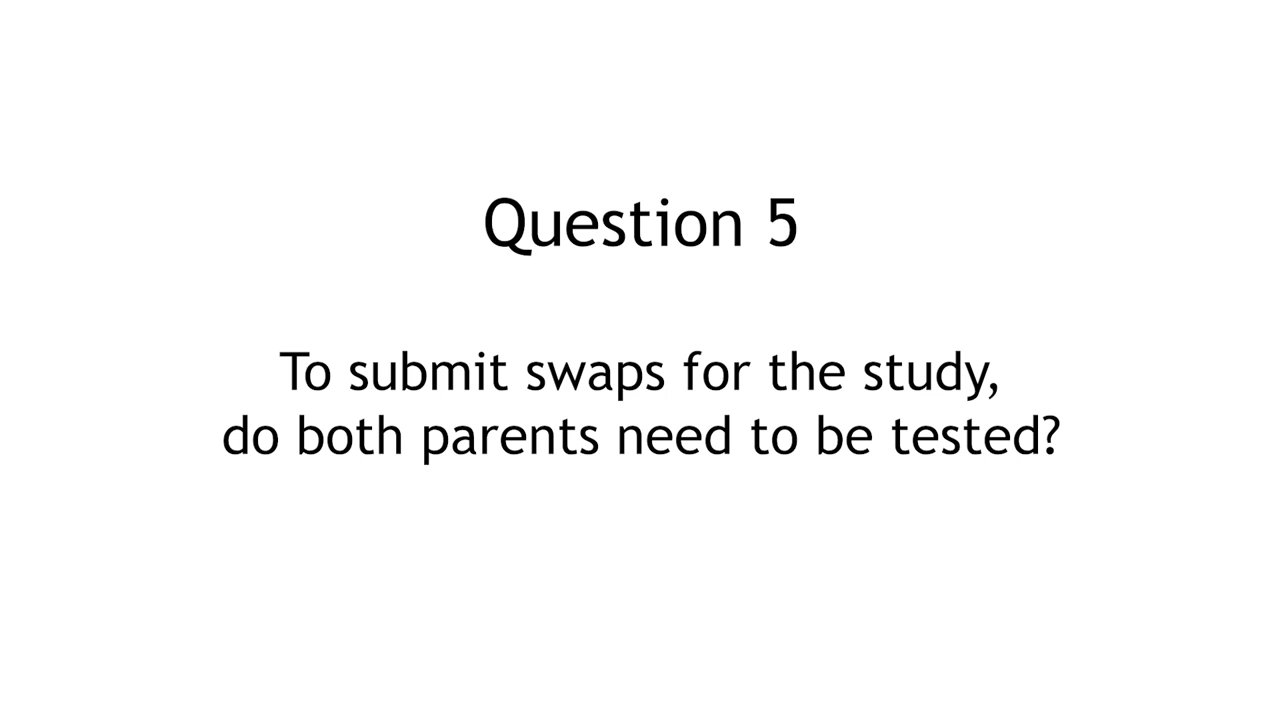 Question 5
To submit swaps for the study,
do both parents need to be tested?